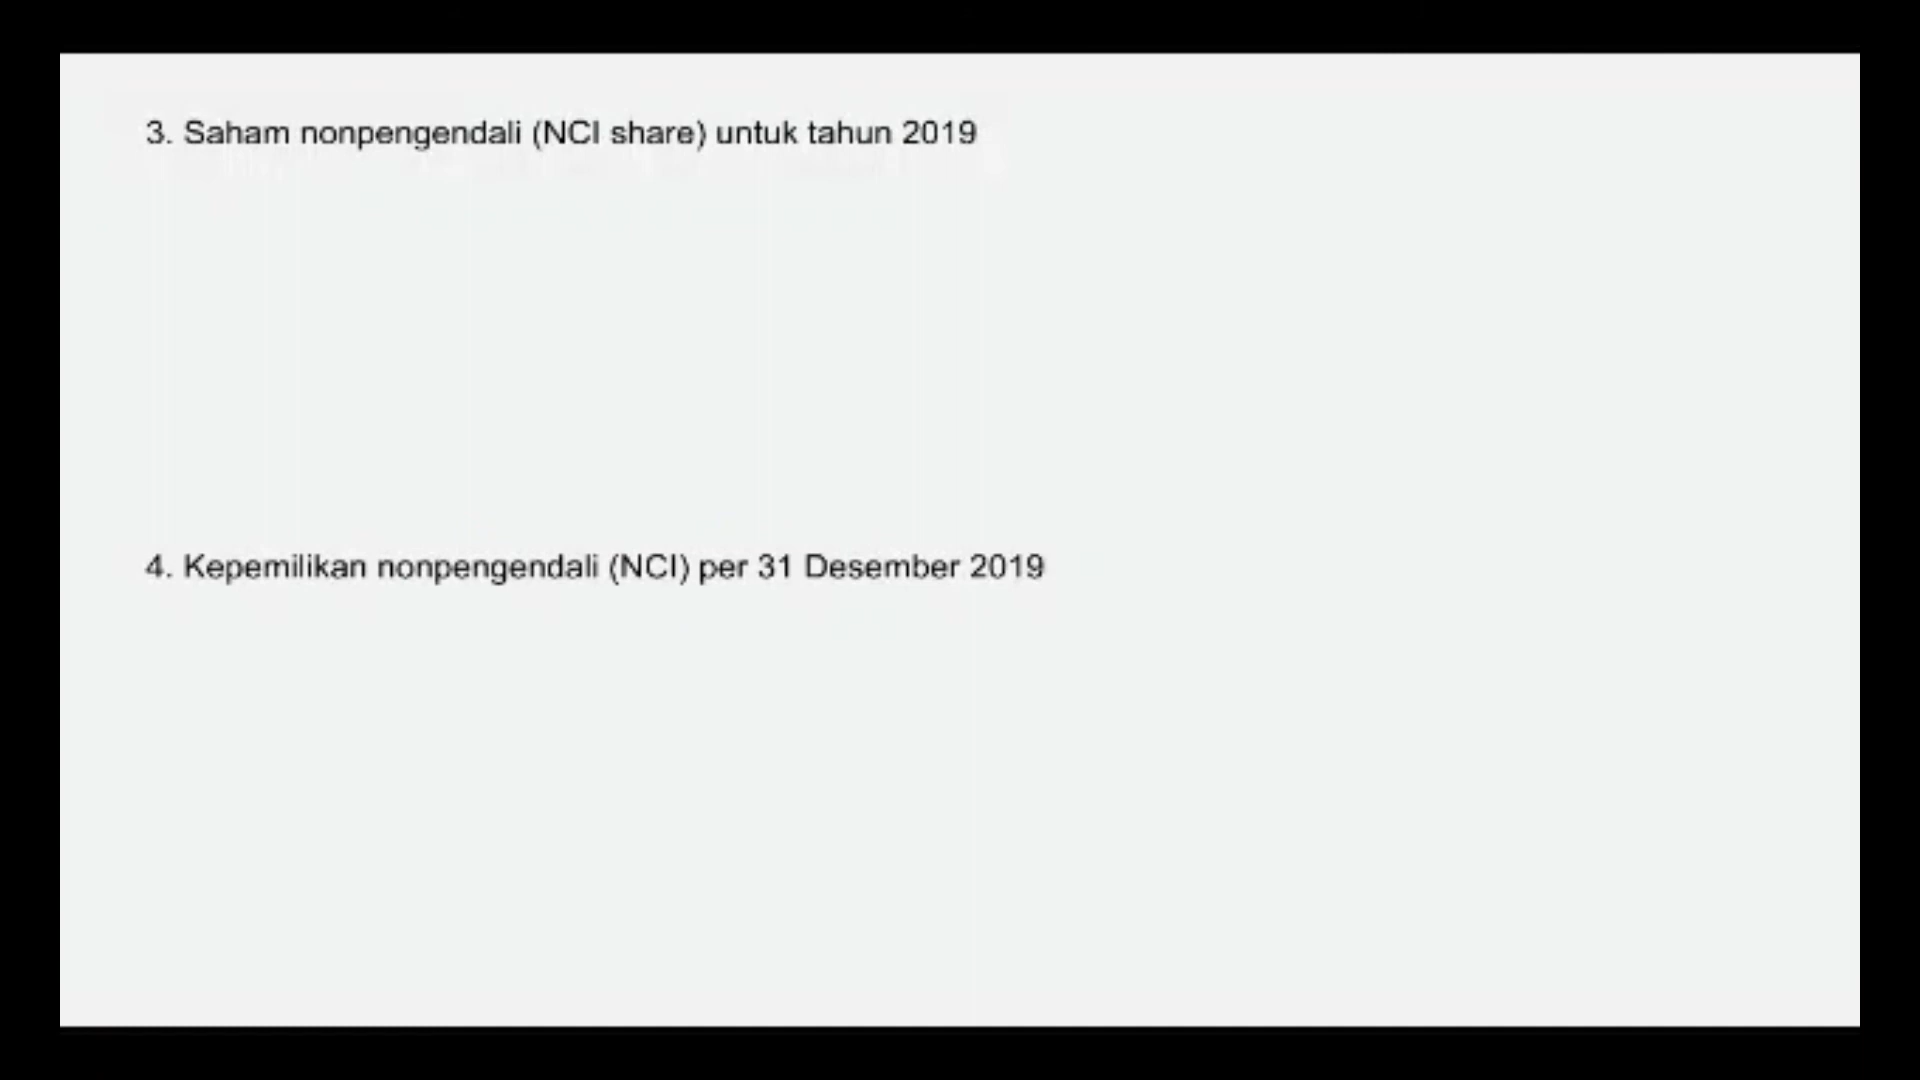 3. Saham nonpengendali (NCI share) untuk tahun 2019
4. Kepemilikan nonpengendali (NCI) per 31 Desember 2019